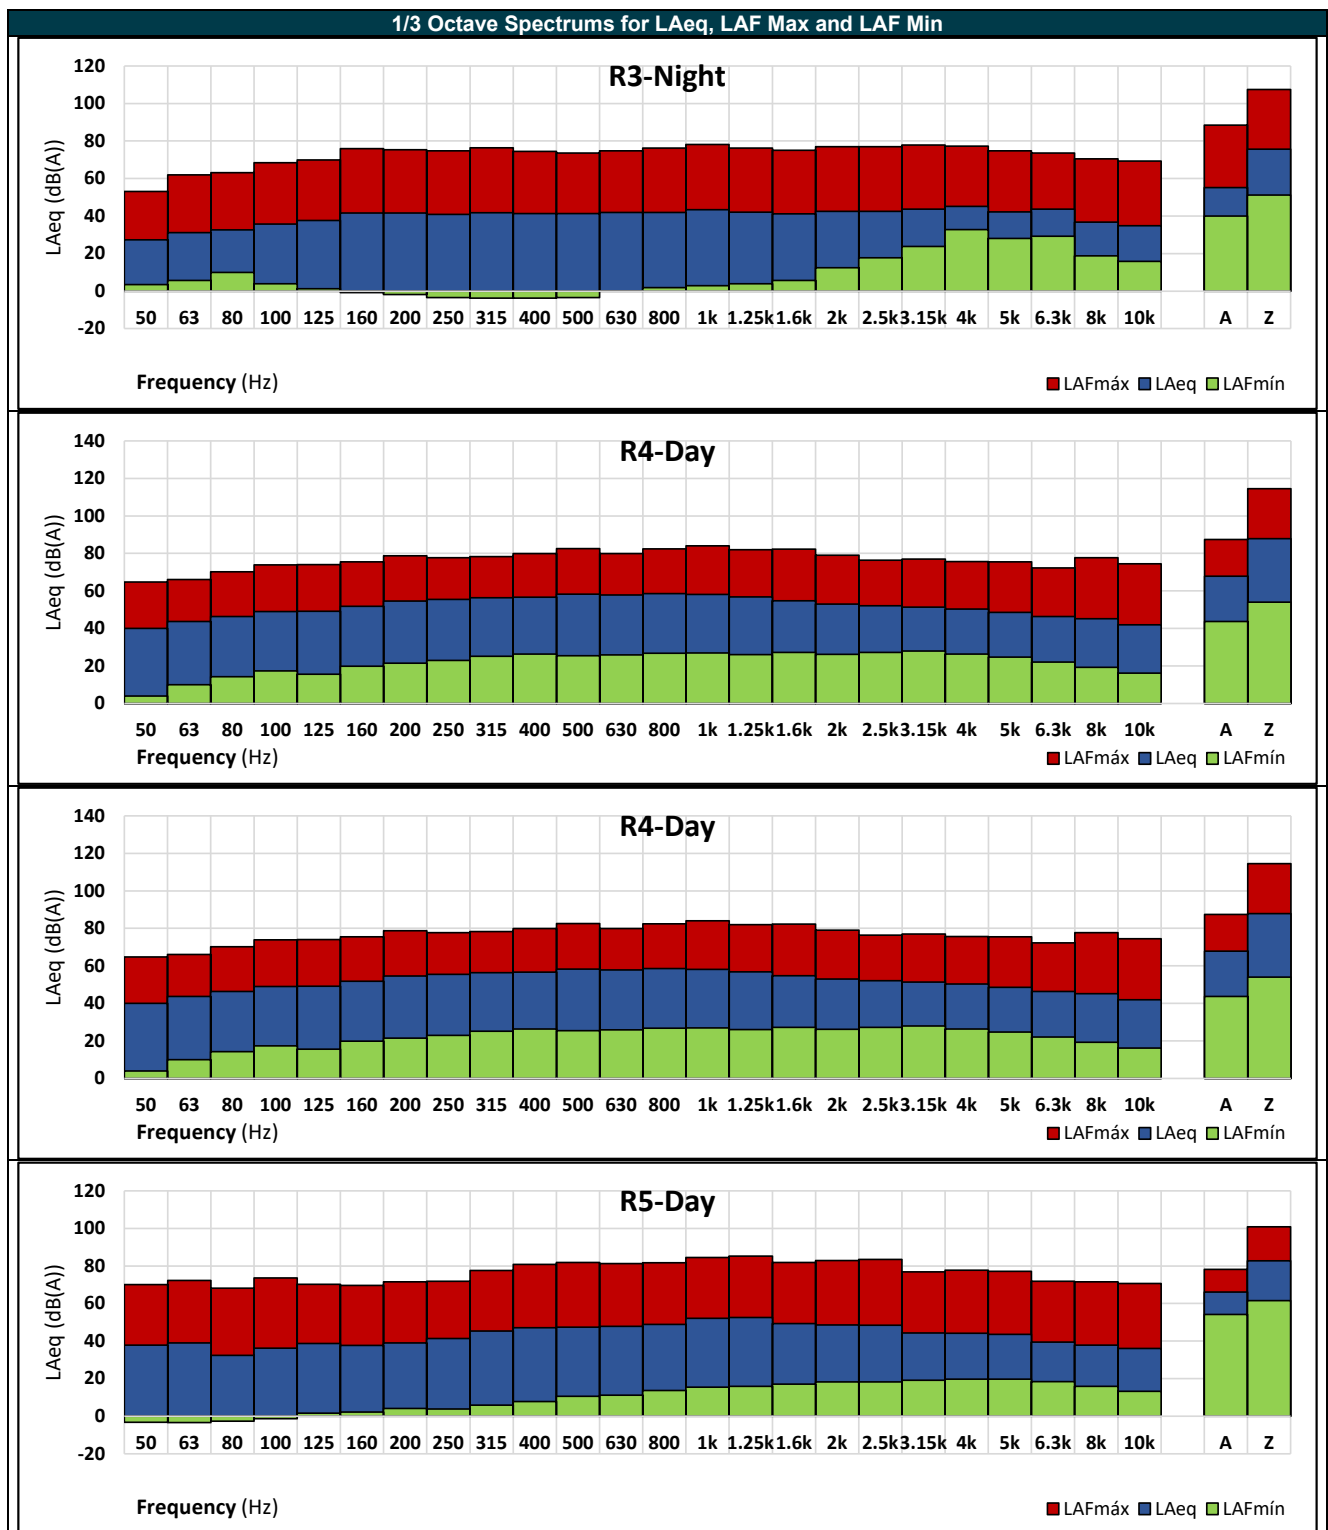 1/3 Octave Spectrums for LAeq, LAF Max and LAF Min
R3-Night
LAeq (dB(A))
120
100
80
60
40
20
0
-20
50 63 80 100 125 160 200 250 315 400 500 630 800 1k 1.25k 1.6k 2k 2.5k 3.15k 4k 5k 6.3k 8k 10k A Z
Frequency (Hz)
LAFmáx LAeq LAFmín
R4-Day
LAeq (dB(A))
140
120
100
80
60
40
20
0
50 63 80 100 125 160 200 250 315 400 500 630 800 1k 1.25k 1.6k 2k 2.5k 3.15k 4k 5k 6.3k 8k 10k A Z
Frequency (Hz)
LAFmáx LAeq LAFmín
R4-Day
LAeq (dB(A))
140
120
100
80
60
40
20
0
50 63 80 100 125 160 200 250 315 400 500 630 800 1k 1.25k 1.6k 2k 2.5k 3.15k 4k 5k 6.3k 8k 10k A Z
Frequency (Hz)
LAFmáx LAeq LAFmín
R5-Day
LAeq (dB(A))
120
100
80
60
40
20
0
-20
50 63 80 100 125 160 200 250 315 400 500 630 800 1k 1.25k 1.6k 2k 2.5k 3.15k 4k 5k 6.3k 8k 10k A Z
Frequency (Hz)
LAFmáx LAeq LAFmín